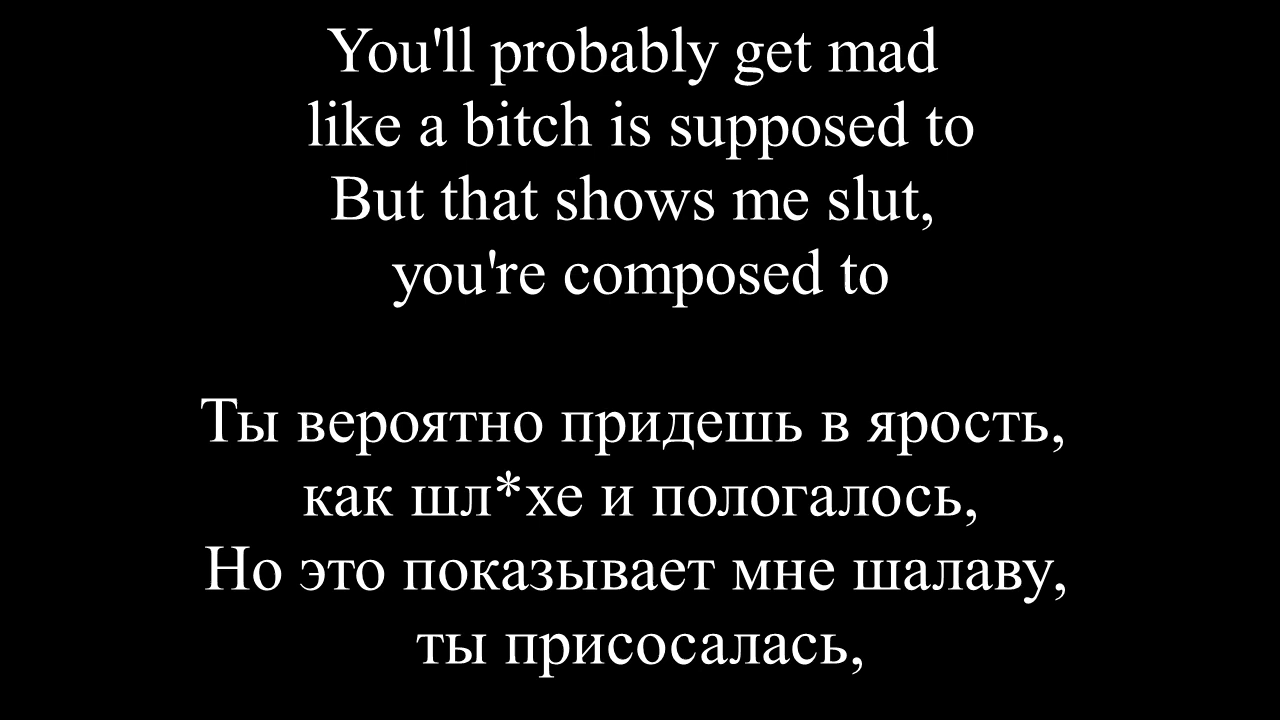 You'll probably get mad
like a bitch is supposed to
But that shows me slut,
you're composed to
Ты вероятно придешь в ярость,
как шл*хе и пологалось,
Но это показывает мне шалаву,
ты присосалась,